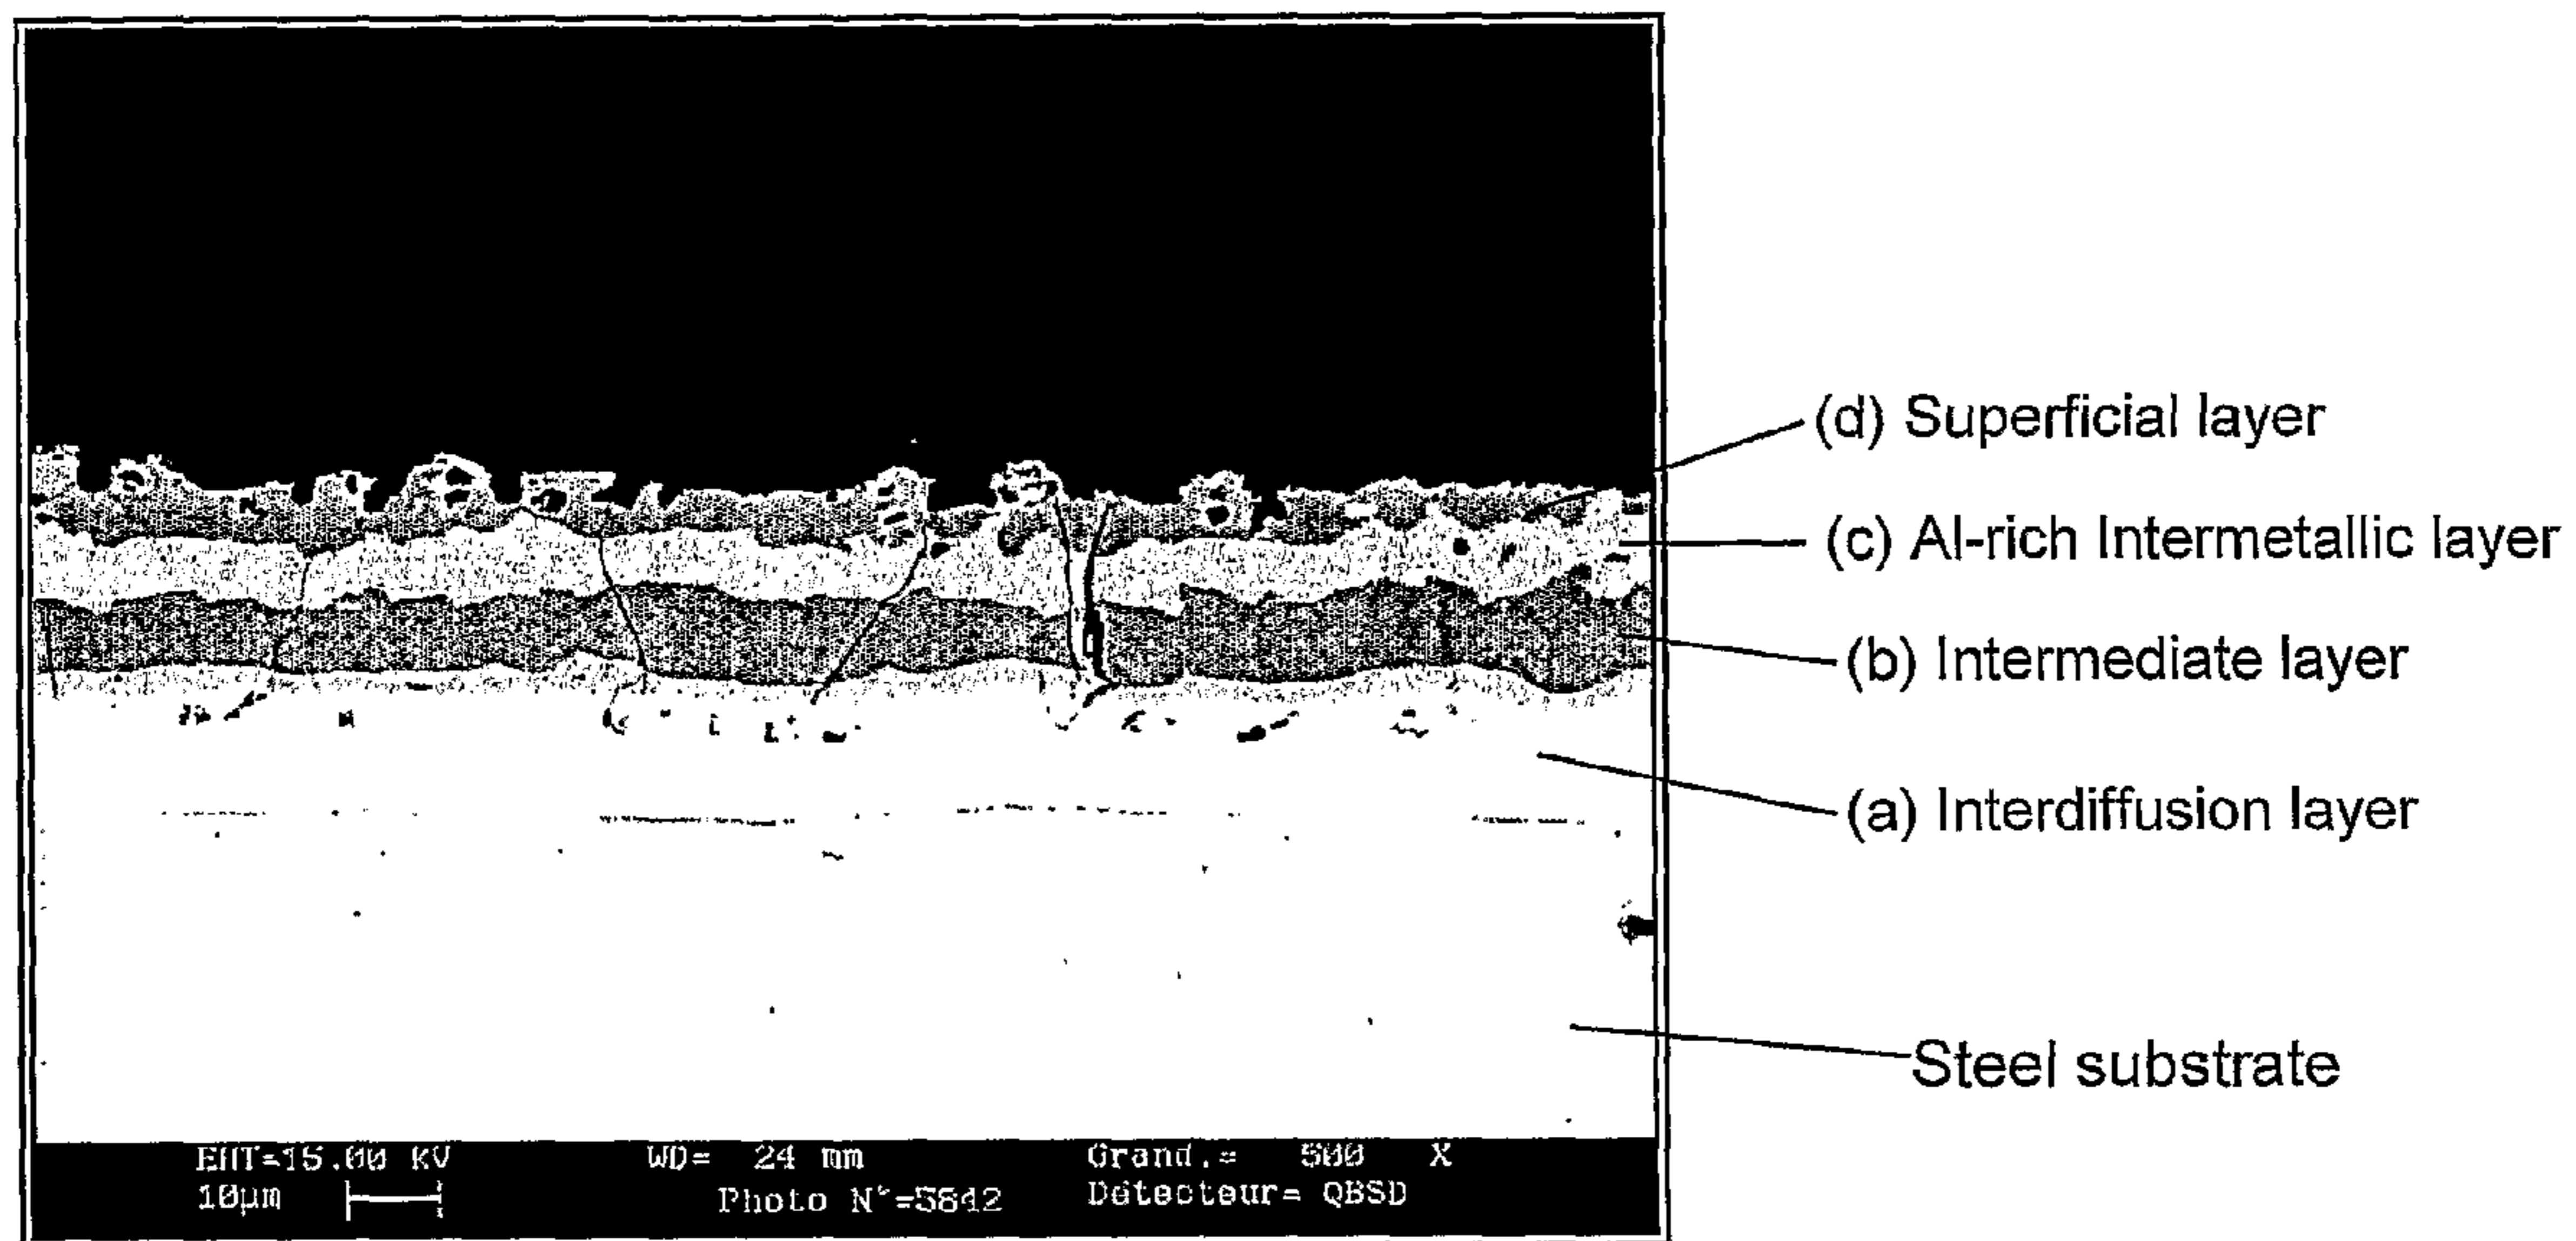 (d) Superficial layer
(c) Al-rich Intermetallic layer
(b) Intermediate layer
(a) Interdiffusion layer
Steel substrate
EHT=15.00 kV WD= 24 mm Grand.= 500 X
10µm Photo N°=5842 Détecteur= QBSD